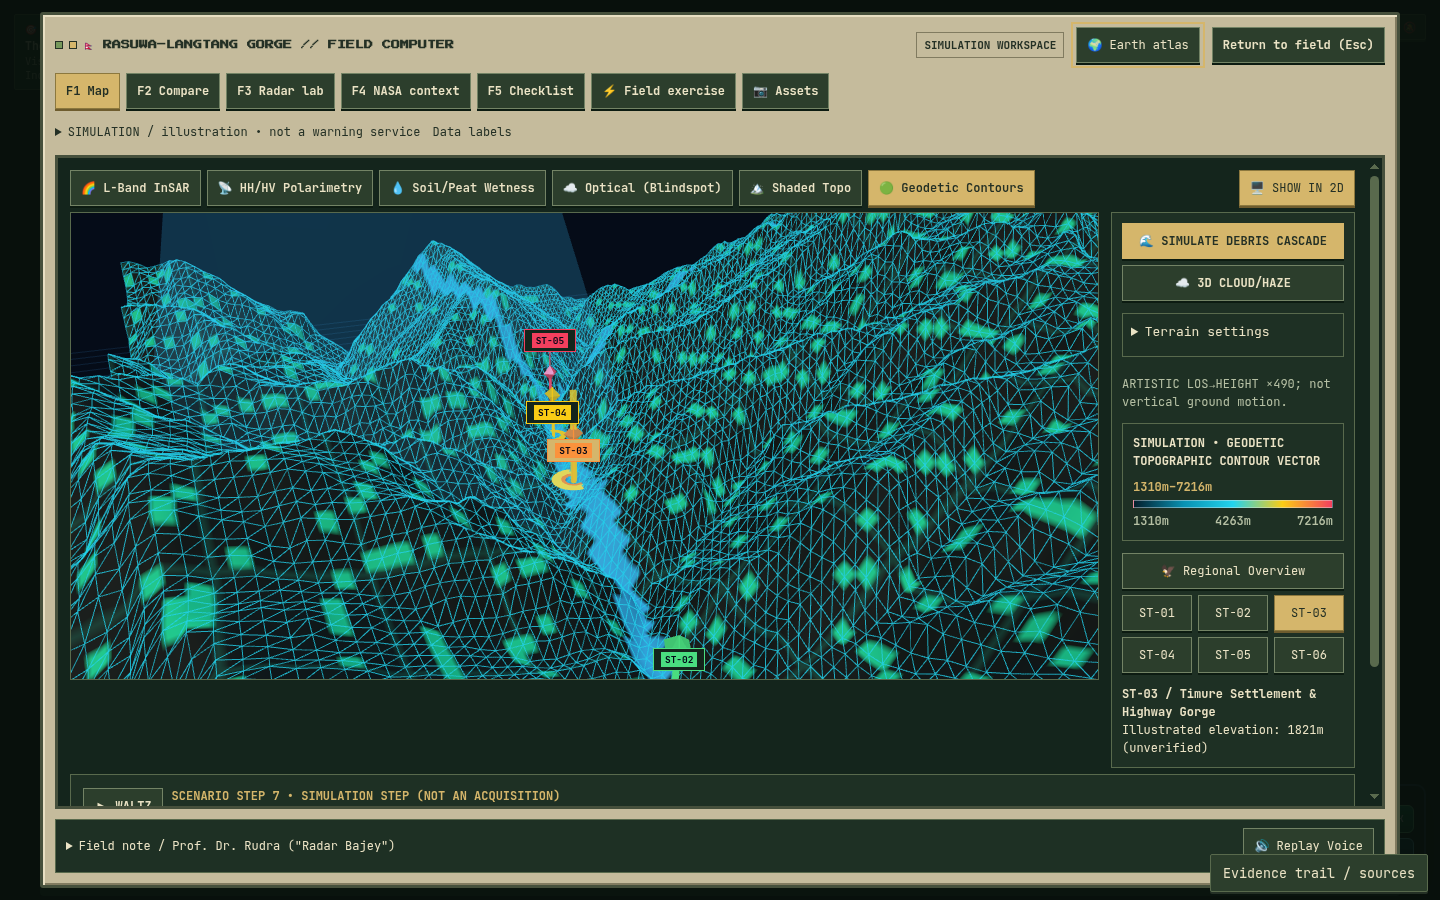 RASUWA-LANGTANG GORGE // FIELD COMPUTER
SIMULATION WORKSPACE
Earth atlas
Return to field (Esc)
F1 Map
F2 Compare
F3 Radar lab
F4 NASA context
F5 Checklist
Field exercise
Assets
SIMULATION / illustration • not a warning service Data labels
L-Band InSAR
HH/HV Polarimetry
Soil/Peat Wetness
Optical (Blindspot)
Shaded Topo
Geodetic Contours
SHOW IN 2D
ST-05
ST-04
ST-03
ST-02
SIMULATE DEBRIS CASCADE
3D CLOUD/HAZE
Terrain settings
ARTISTIC LOS→HEIGHT ×490; not
vertical ground motion.
SIMULATION • GEODETIC
TOPOGRAPHIC CONTOUR VECTOR
1310m–7216m
1310m 4263m 7216m
Regional Overview
ST-01 ST-02 ST-03
ST-04 ST-05 ST-06
ST-03 / Timure Settlement &
Highway Gorge
Illustrated elevation: 1821m
(unverified)
WALTZ
SCENARIO STEP 7 • SIMULATION STEP (NOT AN ACQUISITION)
Field note / Prof. Dr. Rudra ("Radar Bajey")
Replay Voice
Evidence trail / sources